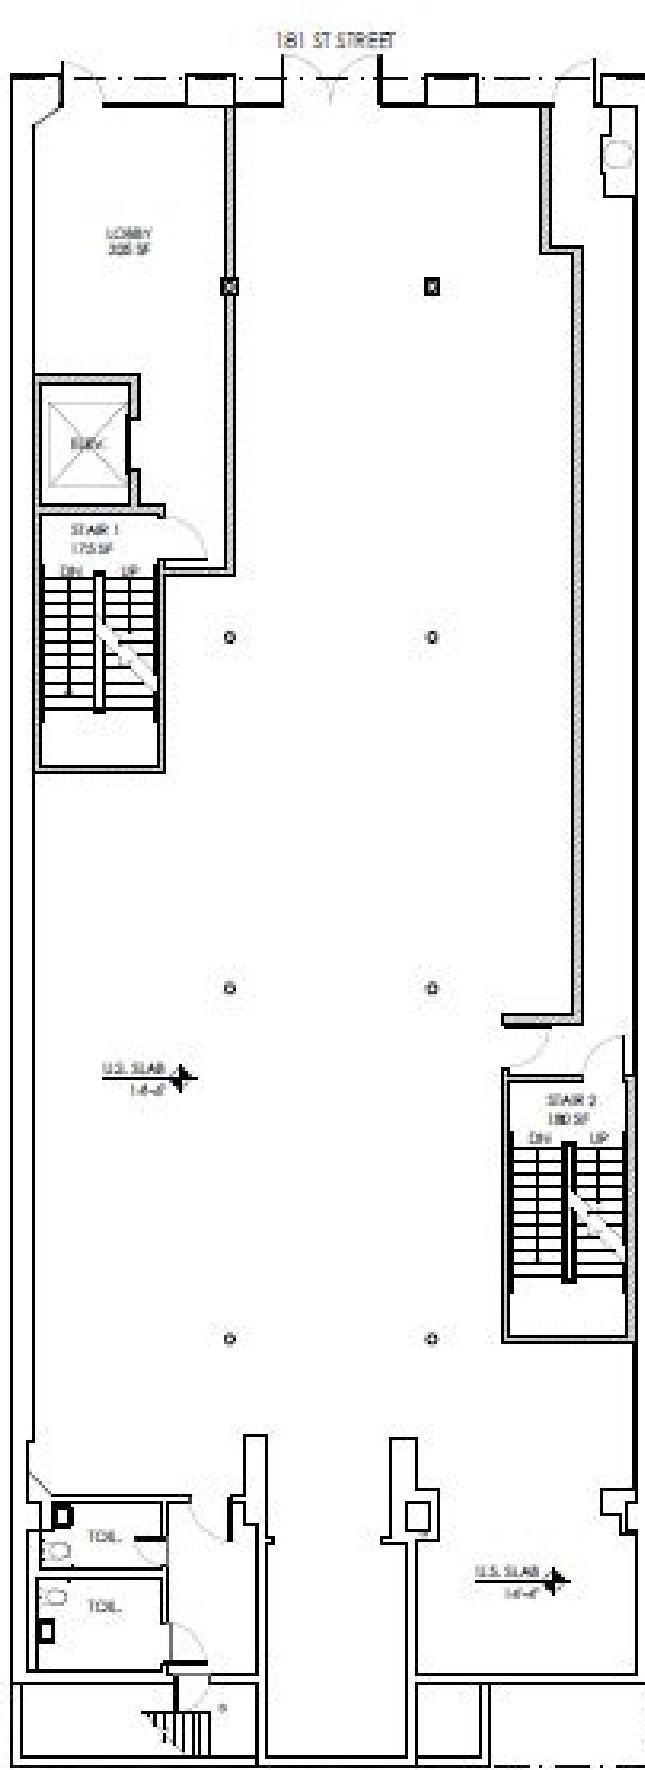 181 ST STREET
LOBBY
ELEV.
STAIR 1
175 SF
DN UP
U.S. SLAB
STAIR 2
180 SF
DN UP
TOIL.
U.S. SLAB
TOIL.